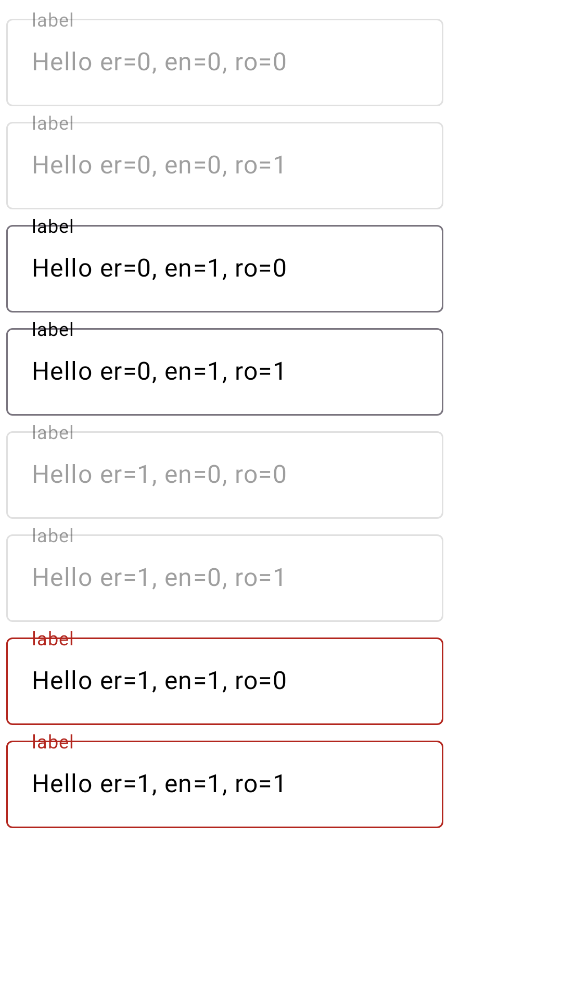 label
Hello er=0, en=0, ro=0
label
Hello er=0, en=0, ro=1
label
Hello er=0, en=1, ro=0
label
Hello er=0, en=1, ro=1
label
Hello er=1, en=0, ro=0
label
Hello er=1, en=0, ro=1
label
Hello er=1, en=1, ro=0
label
Hello er=1, en=1, ro=1